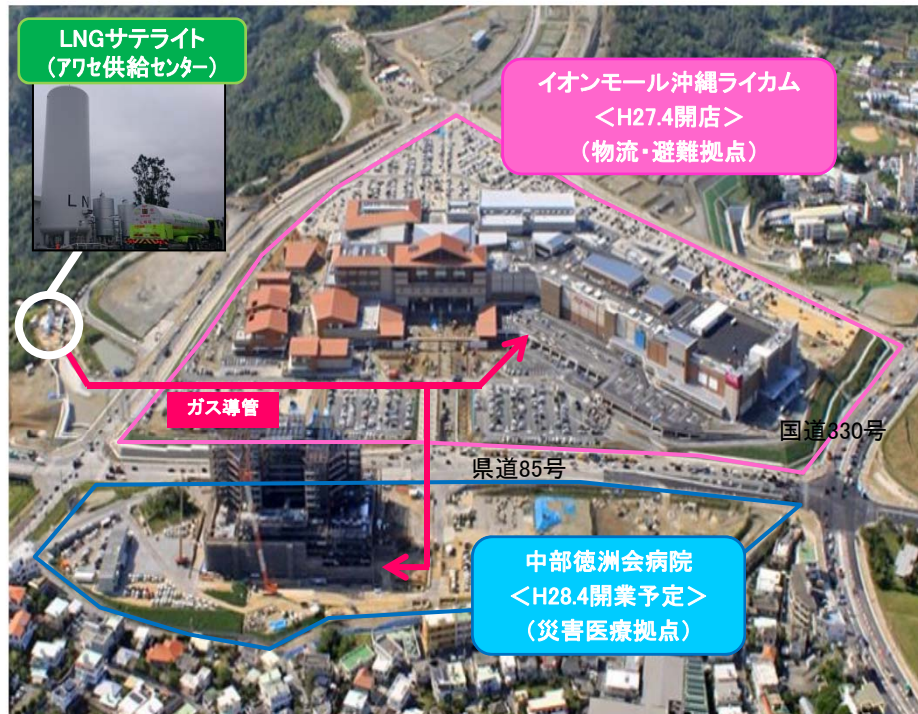 LNGサテライト
（アワセ供給センター）
LN
イオンモール沖縄ライカム
＜H27.4開店＞
（物流・避難拠点）
ガス導管
国道330号
県道85号
中部徳洲会病院
＜H28.4開業予定＞
（災害医療拠点）